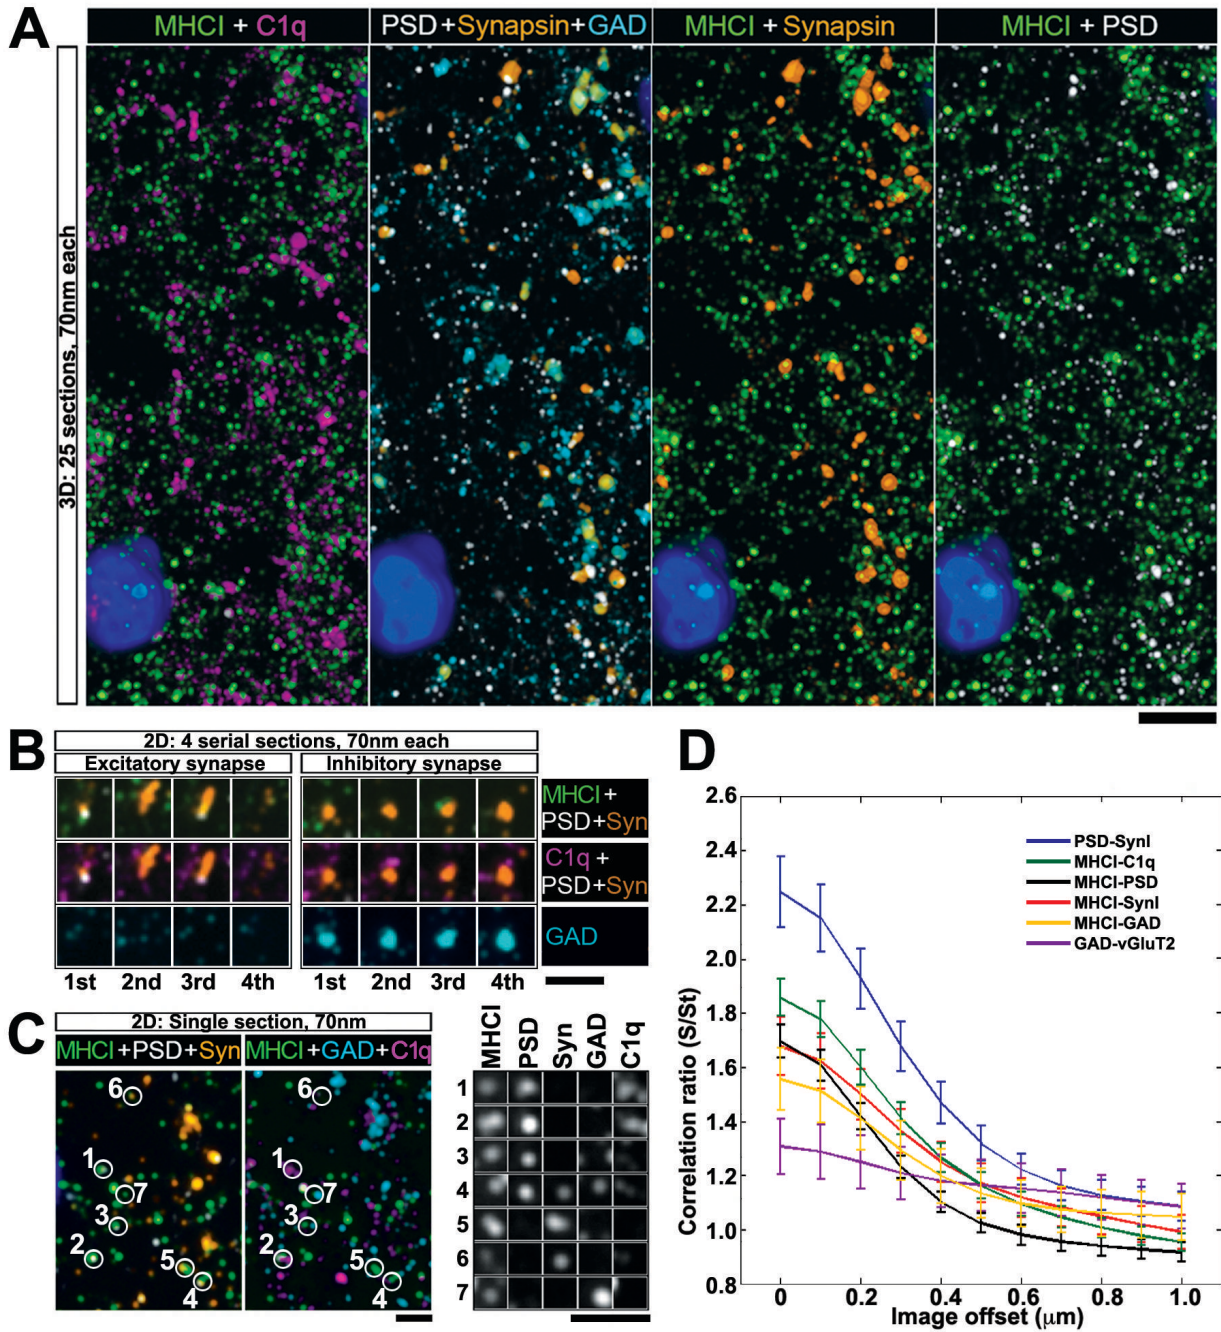 A
MHCI + C1q
PSD+Synapsin+GAD
MHCI + Synapsin
MHCI + PSD
3D: 25 sections, 70nm each
B
2D: 4 serial sections, 70nm each
Excitatory synapse
Inhibitory synapse
MHCI +
PSD+Syn
C1q +
PSD+Syn
GAD
1st 2nd 3rd 4th
1st 2nd 3rd 4th
C
2D: Single section, 70nm
MHCI+PSD+Syn
MHCI+GAD+C1q
6
1
7
3
2
5
4
6
1
7
3
2
5
4
MHCI
PSD
Syn
GAD
C1q
1
2
3
4
5
6
7
D
2.6
2.4
2.2
2.0
1.8
1.6
1.4
1.2
1.0
0.8
Correlation ratio (S/St)
PSD-SynI
MHCI-C1q
MHCI-PSD
MHCI-SynI
MHCI-GAD
GAD-vGluT2
0 0.2 0.4 0.6 0.8 1.0
Image offset (μm)